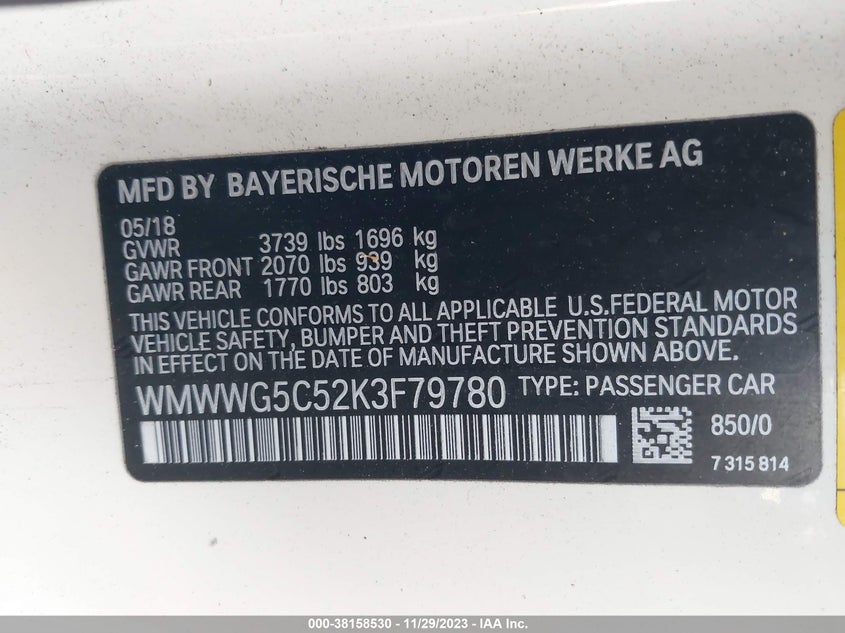 MFD BY BAYERISCHE MOTOREN WERKE AG
05/18
GVWR 3739 lbs 1696 kg
GAWR FRONT 2070 lbs 939 kg
GAWR REAR 1770 lbs 803 kg
THIS VEHICLE CONFORMS TO ALL APPLICABLE U.S.FEDERAL MOTOR
VEHICLE SAFETY, BUMPER AND THEFT PREVENTION STANDARDS
IN EFFECT ON THE DATE OF MANUFACTURE SHOWN ABOVE.
WMWWG5C52K3F79780 TYPE: PASSENGER CAR
850/0
7 315 814
000-38158530 - 11/29/2023 - IAA Inc.